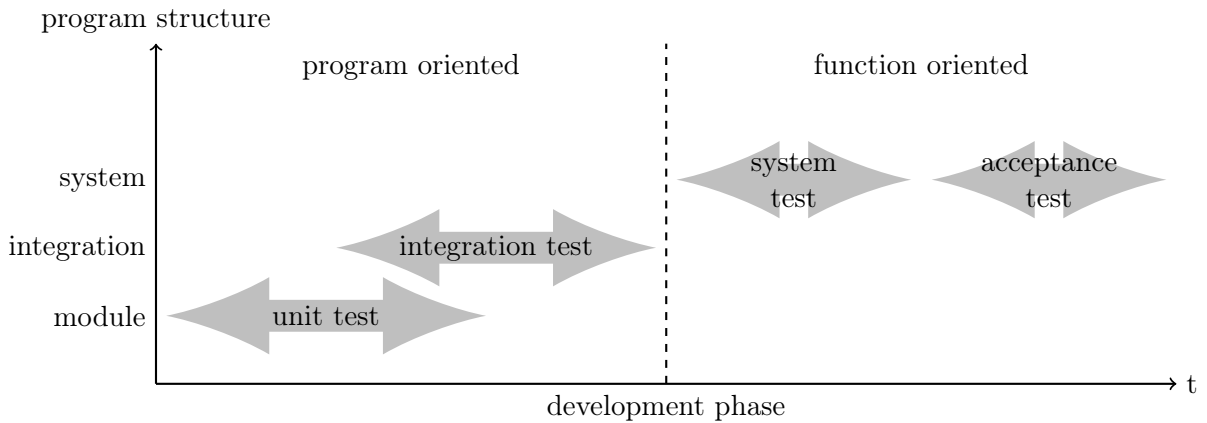 program structure
program oriented
function oriented
system
system
test
acceptance
test
integration
integration test
module
unit test
t
development phase